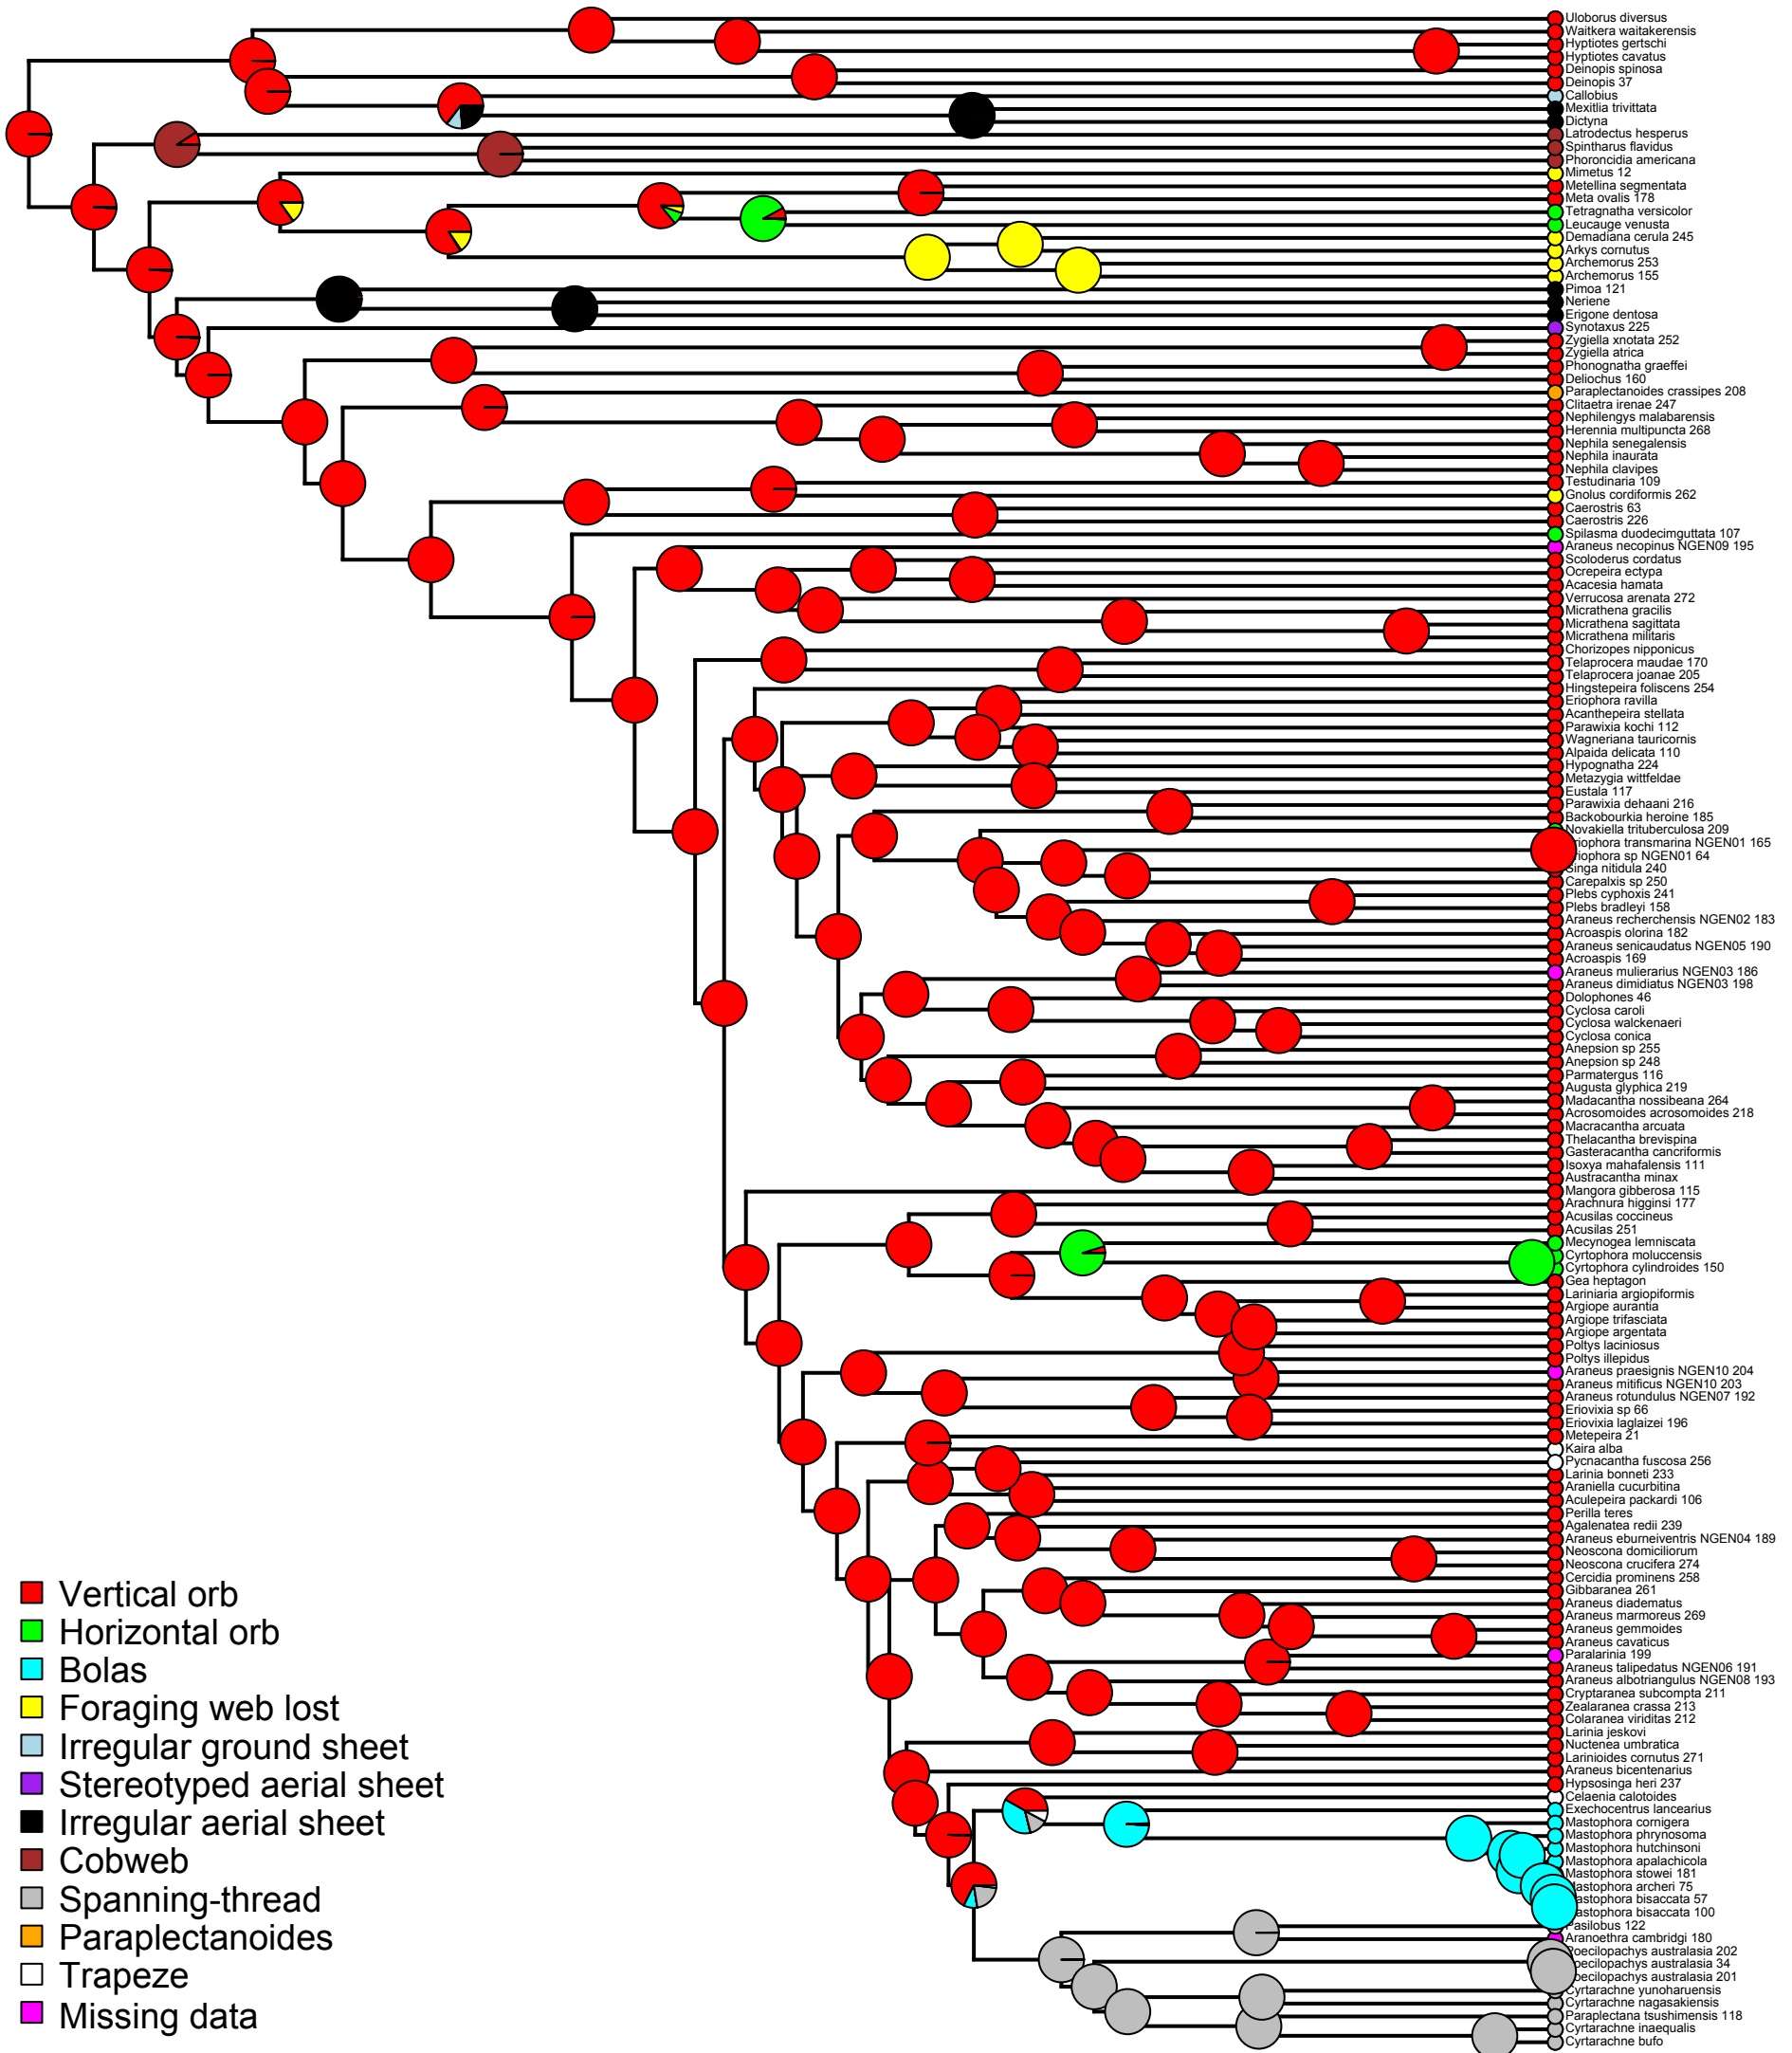 Uloborus diversus
Waitkera waitakerensis
Hyptiotes gertschi
Hyptiotes cavatus
Deinopis spinosa
Deinopis 37
Callobius
Mexitlia trivittata
Dictyna
Latrodectus hesperus
Spintharus flavidus
Phoroncidia americana
Mimetus 12
Metellina segmentata
Meta ovalis 178
Tetragnatha versicolor
Leucauge venusta
Demadiana cerula 245
Arkys cornutus
Archemorus 253
Archemorus 155
Pimoa 121
Neriene
Erigone dentosa
Synotaxus 225
Zygiella xnotata 252
Zygiella atrica
Phonognatha graeffei
Deliochus 160
Paraplectanoides crassipes 208
Clitaetra irenae 247
Nephilengys malabarensis
Herennia multipuncta 268
Nephila senegalensis
Nephila inaurata
Nephila clavipes
Testudinaria 109
Gnolus cordiformis 262
Caerostris 63
Caerostris 226
Spilasma duodecimguttata 107
Araneus necopinus NGEN09 195
Scoloderus cordatus
Ocrepeira ectypa
Acacesia hamata
Verrucosa arenata 272
Micrathena gracilis
Micrathena sagittata
Micrathena militaris
Chorizopes nipponicus
Telaprocera maudae 170
Telaprocera joanae 205
Hingstepeira foliscens 254
Eriophora ravilla
Acanthepeira stellata
Parawixia kochi 112
Wagneriana tauricornis
Alpaida delicata 110
Hypognatha 224
Metazygia wittfeldae
Eustala 117
Parawixia dehaani 216
Backobourkia heroine 185
Novakiella trituberculosa 209
riophora transmarina NGEN01 165
riophora sp NGEN01 64
Singa nitidula 240
Carepalxis sp 250
Plebs cyphoxis 241
Plebs bradleyi 158
Araneus recherchensis NGEN02 183
Acroaspis olorina 182
Araneus senicaudatus NGEN05 190
Acroaspis 169
Araneus mulierarius NGEN03 186
Araneus dimidiatus NGEN03 198
Dolophones 46
Cyclosa caroli
Cyclosa walckenaeri
Cyclosa conica
Anepsion sp 255
Anepsion sp 248
Parmatergus 116
Augusta glyphica 219
Madacantha nossibeana 264
Acrosomoides acrosomoides 218
Macracantha arcuata
Thelacantha brevispina
Gasteracantha cancriformis
Isoxya mahafalensis 111
Austracantha minax
Mangora gibberosa 115
Arachnura higginsi 177
Acusilas coccineus
Acusilas 251
Mecynogea lemniscata
Cyrtophora moluccensis
Cyrtophora cylindroides 150
Gea heptagon
Lariniaria argiopiformis
Argiope aurantia
Argiope trifasciata
Argiope argentata
Poltys laciniosus
Poltys illepidus
Araneus praesignis NGEN10 204
Araneus mitificus NGEN10 203
Araneus rotundulus NGEN07 192
Eriovixia sp 66
Eriovixia laglaizei 196
Metepeira 21
Kaira alba
Pycnacantha fuscosa 256
Larinia bonneti 233
Araniella cucurbitina
Aculepeira packardi 106
Perilla teres
Agalenatea redii 239
Araneus eburneiventris NGEN04 189
Neoscona domiciliorum
Neoscona crucifera 274
Cercidia prominens 258
Gibbaranea 261
Araneus diadematus
Araneus marmoreus 269
Araneus gemmoides
Araneus cavaticus
Paralarinia 199
Araneus talipedatus NGEN06 191
Araneus albotriangulus NGEN08 193
Cryptaranea subcompta 211
Zealaranea crassa 213
Colaranea viriditas 212
Larinia jeskovi
Nuctenea umbratica
Larinioides cornutus 271
Araneus bicentenarius
Hypsosinga heri 237
Celaenia calotoides
Exechocentrus lancearius
Mastophora cornigera
Mastophora phrynosoma
Mastophora hutchinsoni
Mastophora apalachicola
Mastophora stowei 181
Mastophora archeri 75
astophora bisaccata 57
astophora bisaccata 100
Pasilobus 122
Aranoethra cambridgi 180
oecilopachys australasia 202
oecilopachys australasia 34
oecilopachys australasia 201
Cyrtarachne yunoharuensis
Cyrtarachne nagasakiensis
Paraplectana tsushimensis 118
Cyrtarachne inaequalis
Cyrtarachne bufo
Vertical orb
Horizontal orb
Bolas
Foraging web lost
Irregular ground sheet
Stereotyped aerial sheet
Irregular aerial sheet
Cobweb
Spanning-thread
Paraplectanoides
Trapeze
Missing data